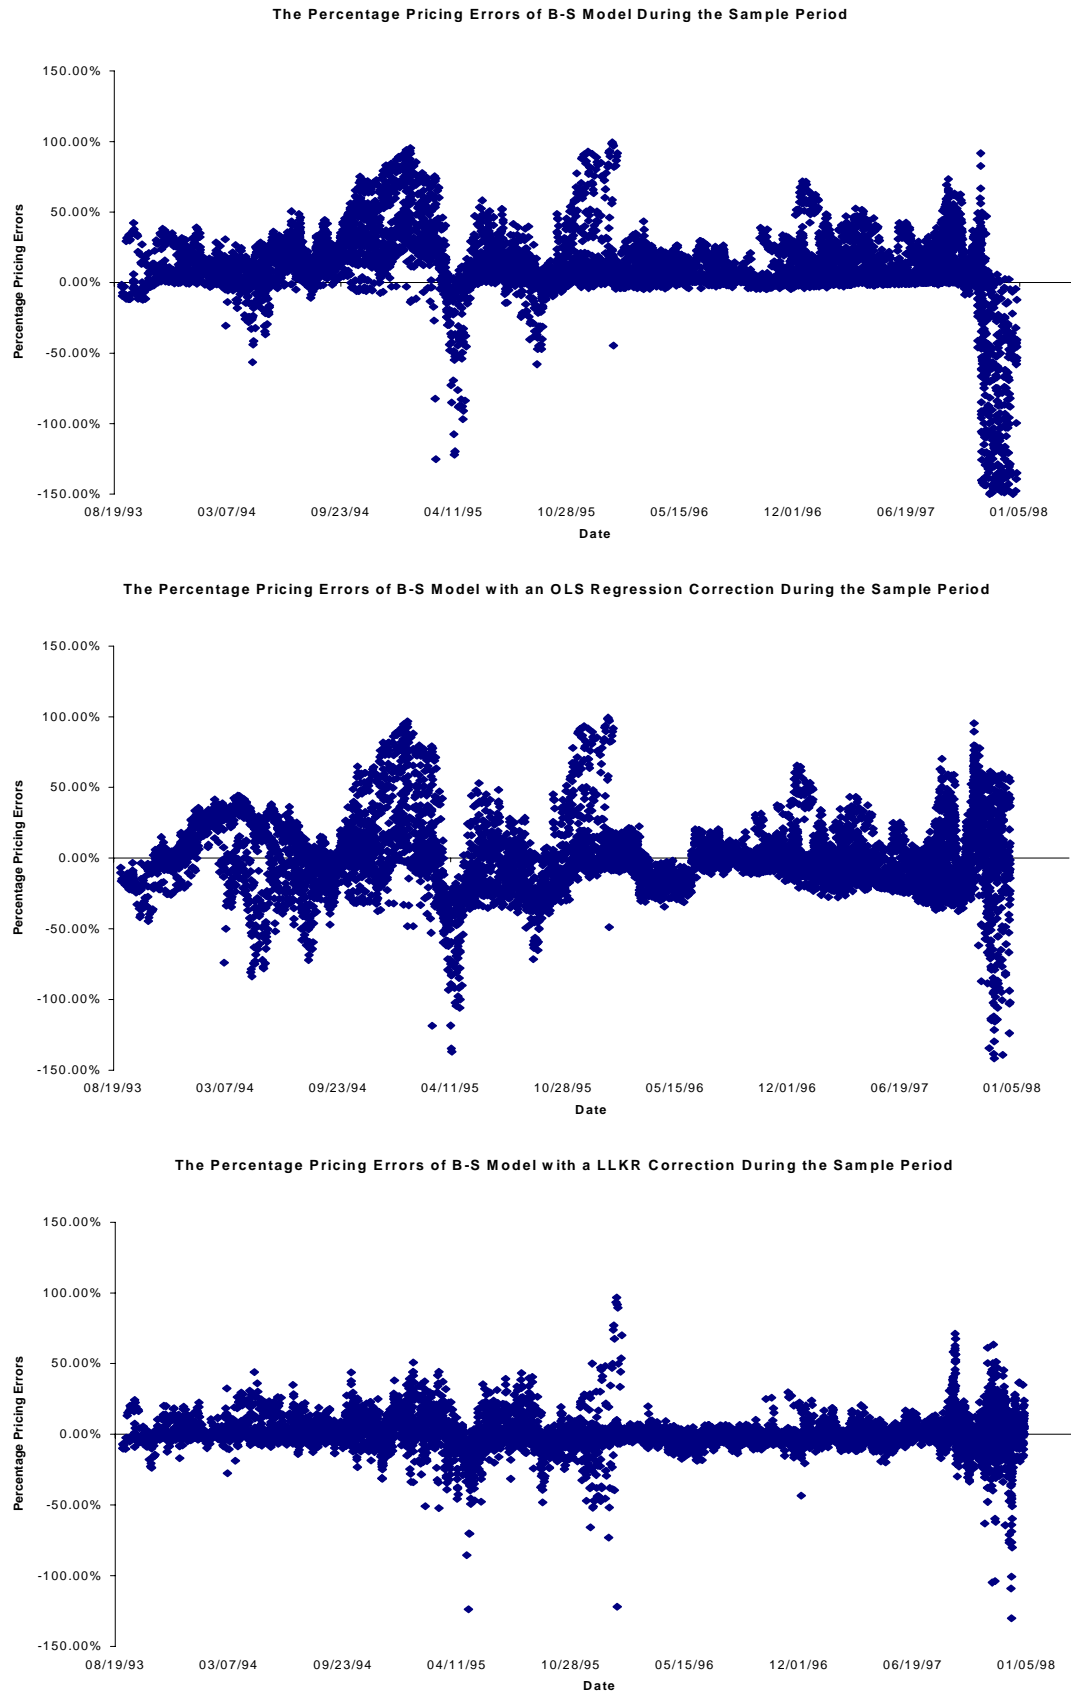 The Percentage Pricing Errors of B-S Model During the Sample Period
150.00%
100.00%
50.00%
0.00%
-50.00%
-100.00%
-150.00%
Percentage Pricing Errors
08/19/93 03/07/94 09/23/94 04/11/95 10/28/95 05/15/96 12/01/96 06/19/97 01/05/98
Date
The Percentage Pricing Errors of B-S Model with an OLS Regression Correction During the Sample Period
150.00%
100.00%
50.00%
0.00%
-50.00%
-100.00%
-150.00%
Percentage Pricing Errors
08/19/93 03/07/94 09/23/94 04/11/95 10/28/95 05/15/96 12/01/96 06/19/97 01/05/98
Date
The Percentage Pricing Errors of B-S Model with a LLKR Correction During the Sample Period
150.00%
100.00%
50.00%
0.00%
-50.00%
-100.00%
-150.00%
Percentage Pricing Errors
08/19/93 03/07/94 09/23/94 04/11/95 10/28/95 05/15/96 12/01/96 06/19/97 01/05/98
Date